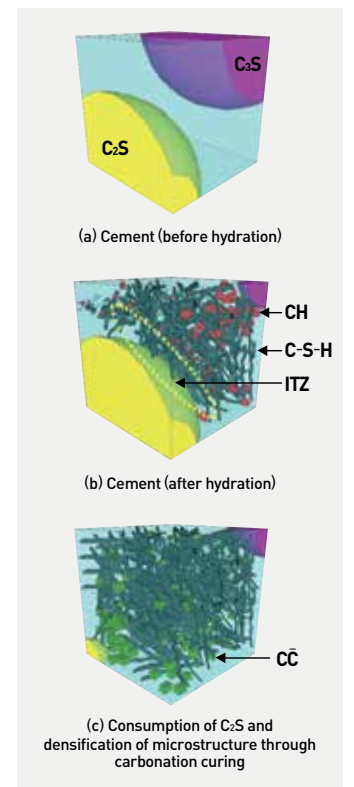 C₃S
C₂S
(a) Cement (before hydration)
CH
C-S-H
ITZ
(b) Cement (after hydration)
CC̄
(c) Consumption of C₂S and
densification of microstructure through
carbonation curing